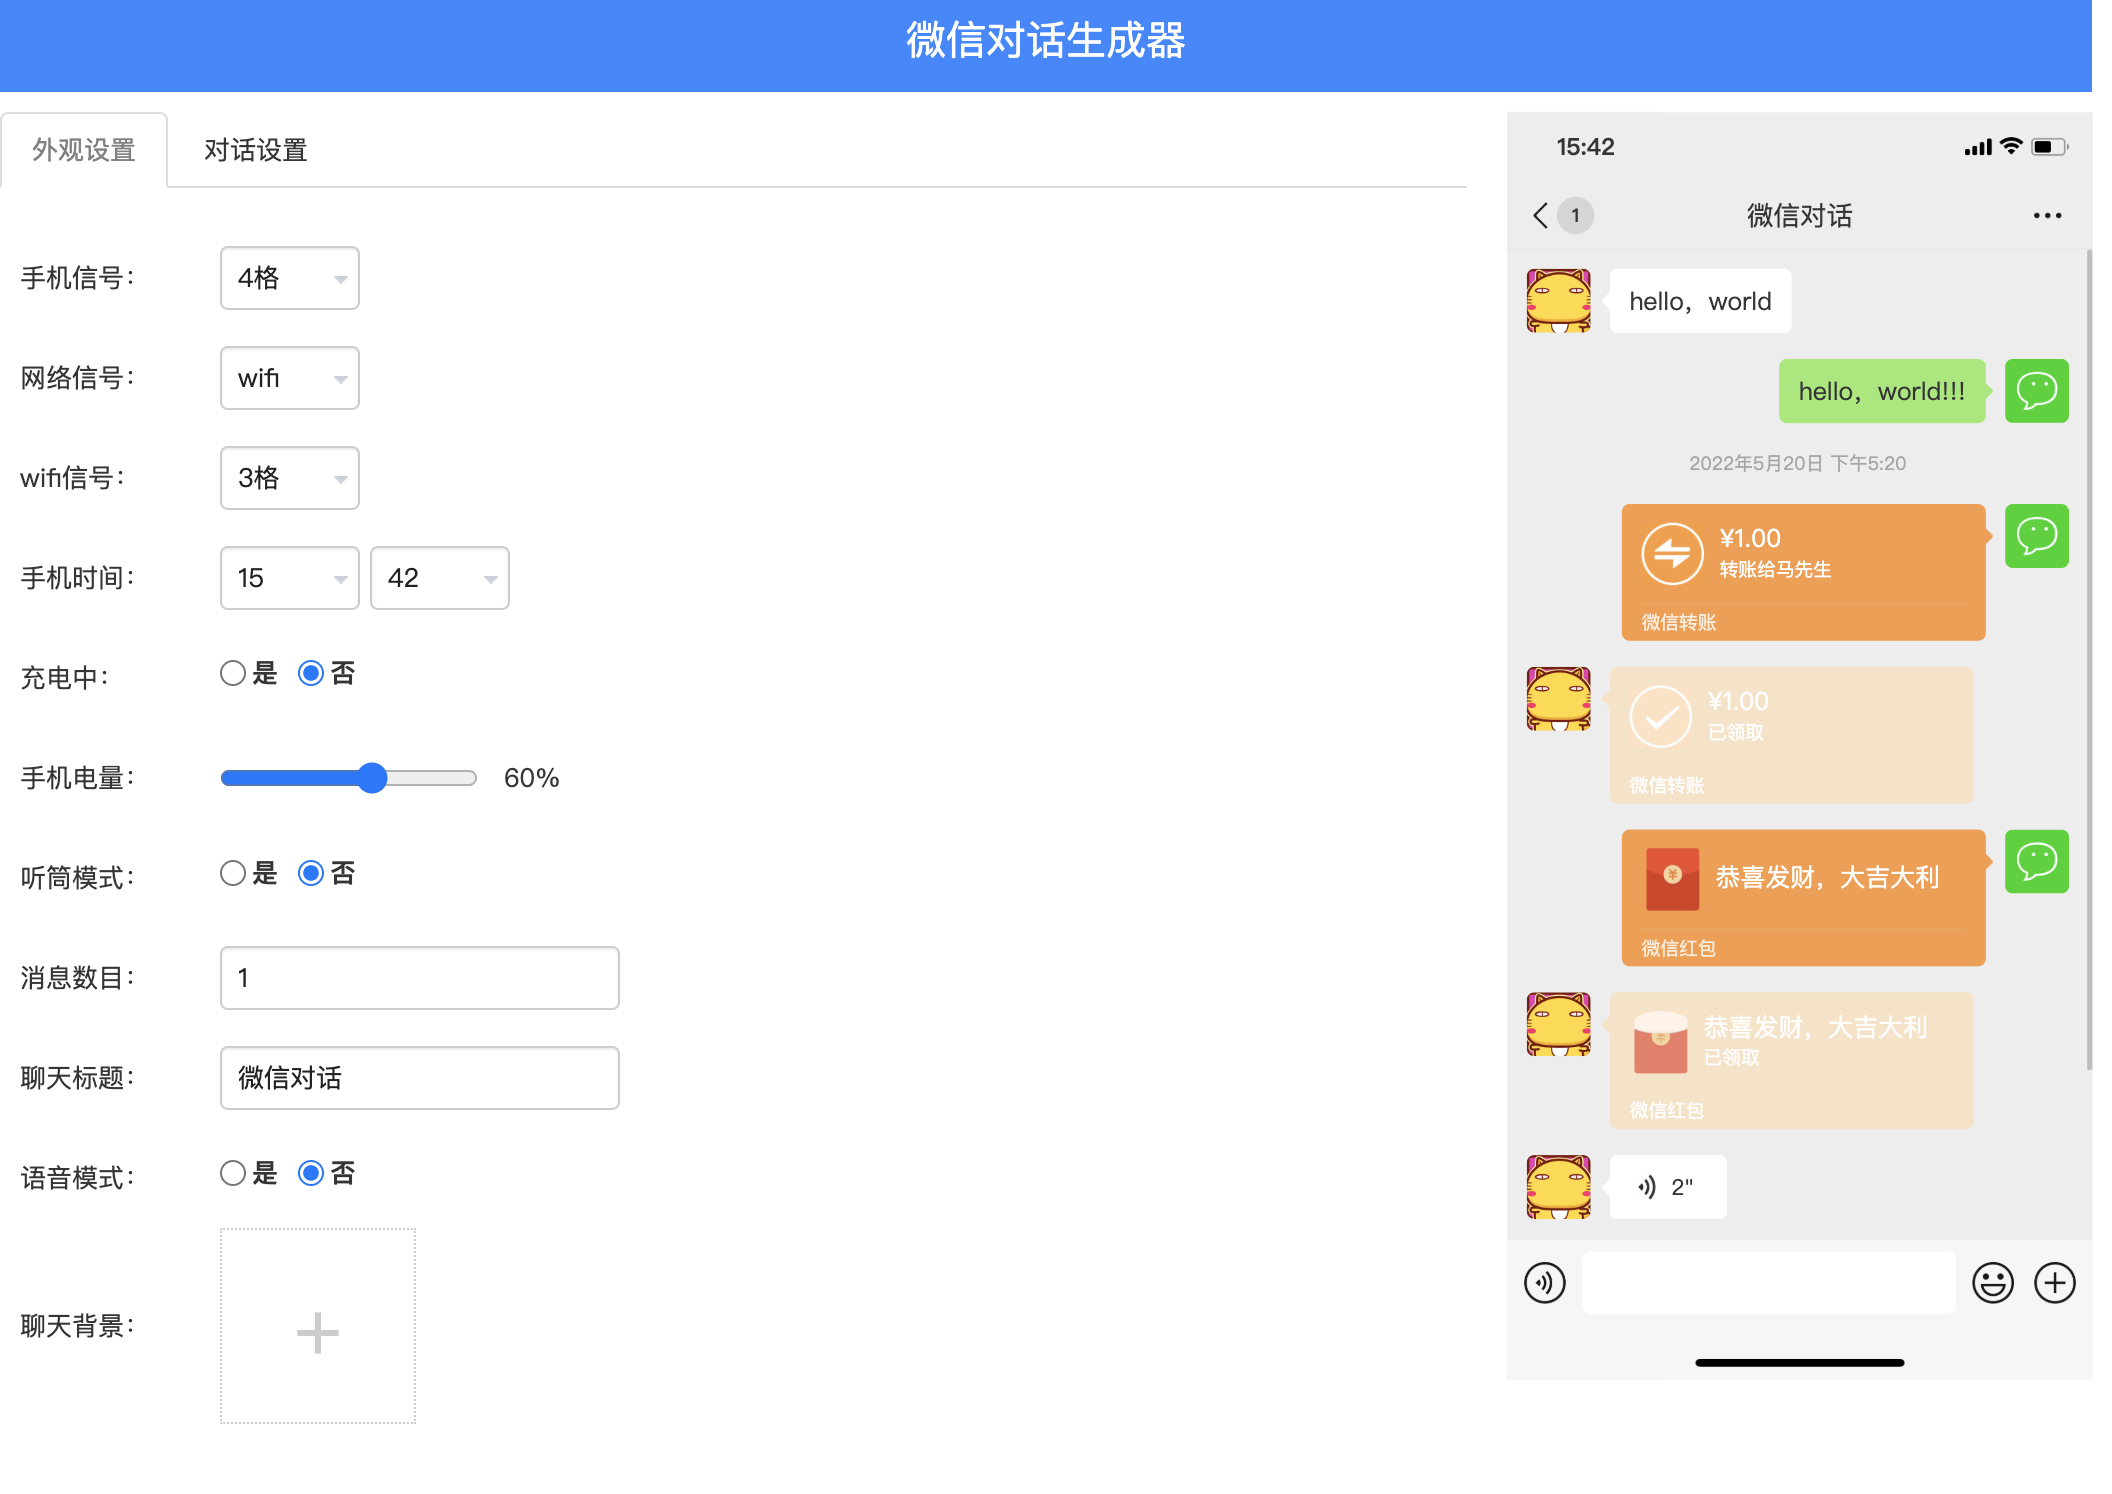 微信对话生成器
外观设置
对话设置
手机信号：
4格
网络信号：
wifi
wifi信号：
3格
手机时间：
15
42
充电中：
是
否
手机电量：
60%
听筒模式：
是
否
消息数目：
1
聊天标题：
微信对话
语音模式：
是
否
聊天背景：
15:42
1
微信对话
hello，world
hello，world!!!
2022年5月20日 下午5:20
¥1.00
转账给马先生
微信转账
¥1.00
已领取
微信转账
¥
恭喜发财，大吉大利
微信红包
¥
恭喜发财，大吉大利
已领取
微信红包
2"